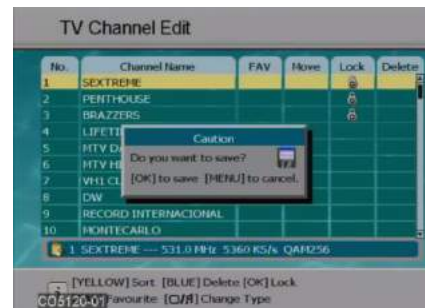 TV Channel Edit
No. Channel Name FAV Move Lock Delete
1 SEXTREME
2 PENTHOUSE
3 BRAZZERS
4 LIFETI
5 MTV D
6 MTV HI
7 VH1 CL
8 DW
9 RECORD INTERNACIONAL
10 MONTECARLO
Caution
Do you want to save?
[OK] to save [MENU] to cancel.
1 SEXTREME --- 531.0 MHz 5360 KS/s QAM256
[YELLOW] Sort [BLUE] Delete [OK] Lock
Favourite Change Type
CO5120-01